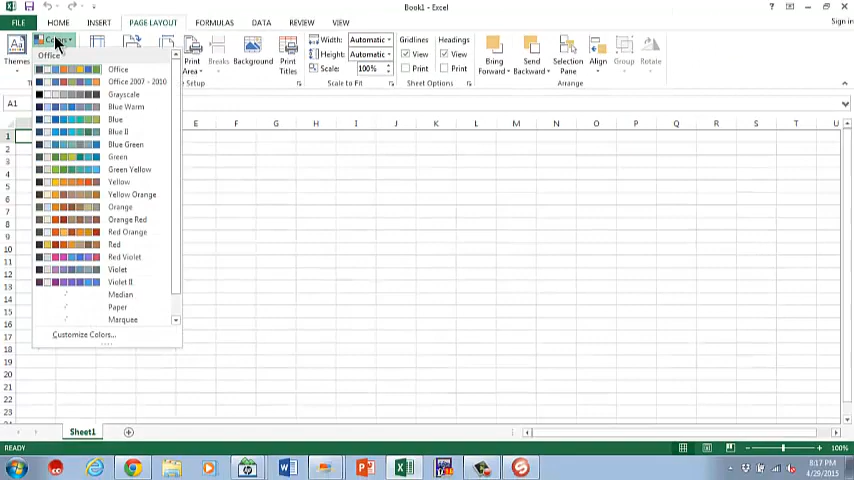 Book1 - Excel
Sign in
FILE HOME INSERT PAGE LAYOUT FORMULAS DATA REVIEW VIEW
Themes
Colors
Print Area
Breaks
Background
Print Titles
Width: Automatic
Height: Automatic
Scale: 100%
Scale to Fit
Gridlines
View
Print
Headings
View
Print
Sheet Options
Bring Forward
Send Backward
Selection Pane
Align
Group
Rotate
Arrange
A1
Office
Office
Office 2007 - 2010
Grayscale
Blue Warm
Blue
Blue II
Blue Green
Green
Green Yellow
Yellow
Yellow Orange
Orange
Orange Red
Red Orange
Red
Red Violet
Violet
Violet II
Median
Paper
Marquee
Customize Colors...
E F G H I J K L M N O P Q R S T U
1
2
3
4
5
6
7
8
9
10
11
12
13
14
15
16
17
18
19
20
21
22
23
Sheet1
READY
100%
8:17 PM
4/29/2015